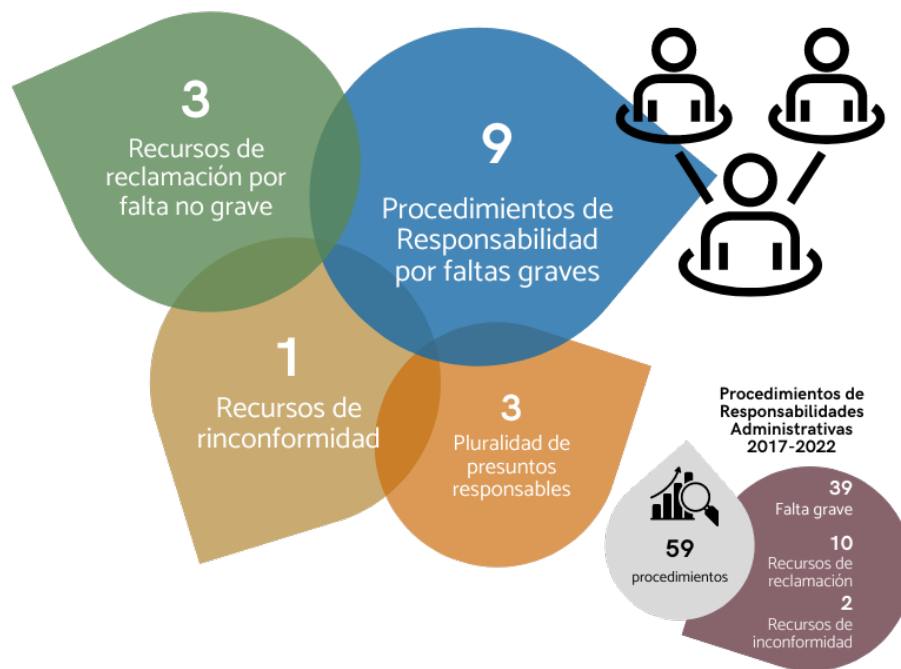 3
Recursos de
reclamación por
falta no grave
9
Procedimientos de
Responsabilidad
por faltas graves
1
Recursos de
rinconformidad
3
Pluralidad de
presuntos
responsables
Procedimientos de
Responsabilidades
Administrativas
2017-2022
59
procedimientos
39
Falta grave
10
Recursos de
reclamación
2
Recursos de
inconformidad